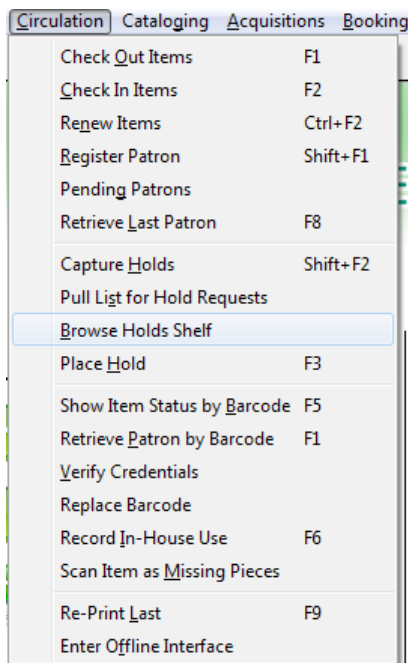 Circulation Cataloging Acquisitions Booking
Check Out Items F1
Check In Items F2
Renew Items Ctrl+F2
Register Patron Shift+F1
Pending Patrons
Retrieve Last Patron F8
Capture Holds Shift+F2
Pull List for Hold Requests
Browse Holds Shelf
Place Hold F3
Show Item Status by Barcode F5
Retrieve Patron by Barcode F1
Verify Credentials
Replace Barcode
Record In-House Use F6
Scan Item as Missing Pieces
Re-Print Last F9
Enter Offline Interface